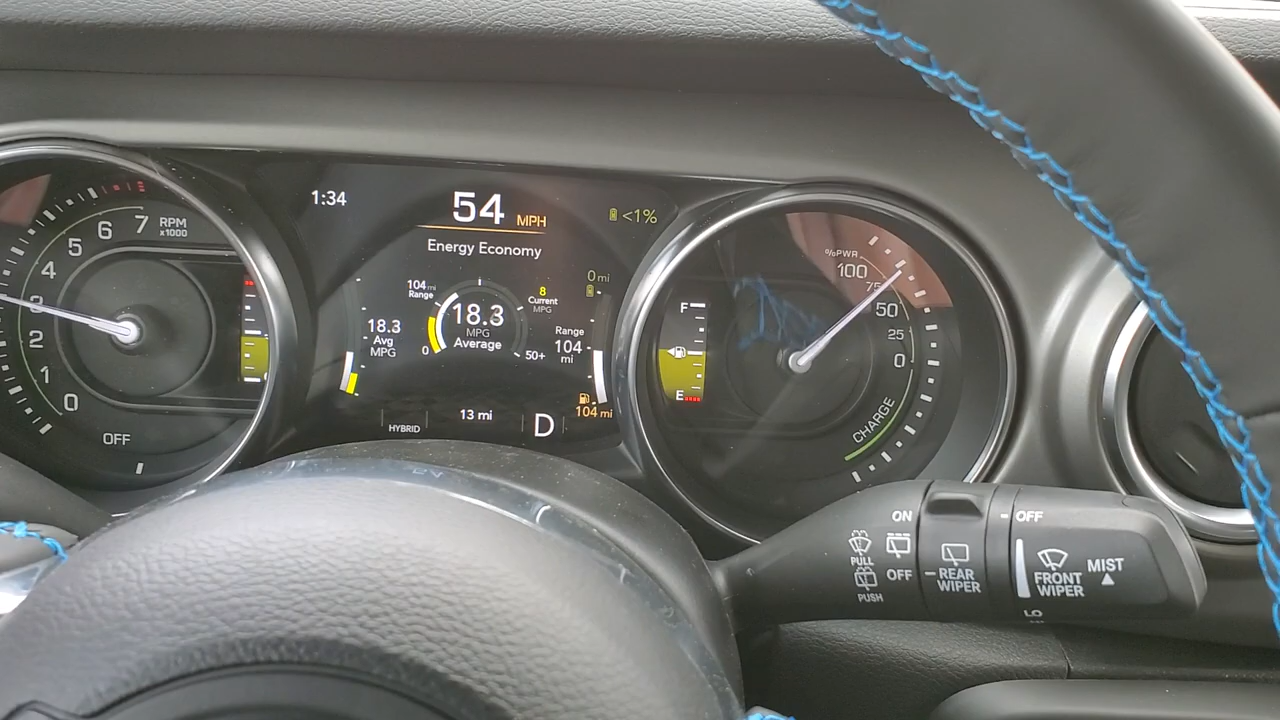 7
RPM
x1000
6
5
4
3
2
1
0
OFF
1:34
54 MPH
<1%
Energy Economy
104 mi
Range
8
Current
MPG
18.3
MPG
Average
0
50+
18.3
Avg
MPG
0 mi
Range
104
mi
104 mi
HYBRID
13 mi
D
F
E
%PWR
100
75
50
25
0
CHARGE
ON
PULL
PUSH
OFF
REAR
WIPER
OFF
FRONT
WIPER
MIST
LO